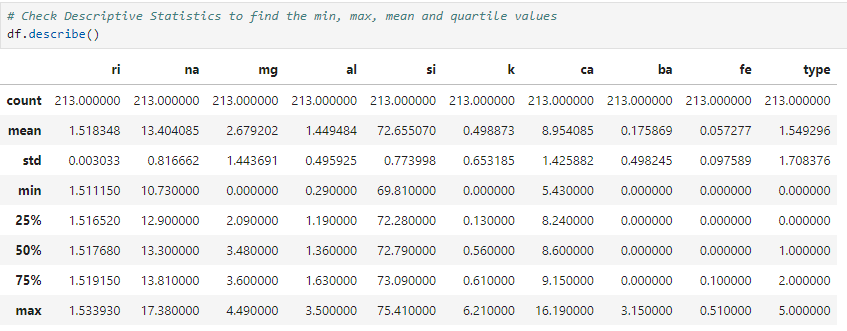 # Check Descriptive Statistics to find the min, max, mean and quartile values
df.describe()
ri na mg al si k ca ba fe type
count 213.000000 213.000000 213.000000 213.000000 213.000000 213.000000 213.000000 213.000000 213.000000 213.000000
mean 1.518348 13.404085 2.679202 1.449484 72.655070 0.498873 8.954085 0.175869 0.057277 1.549296
std 0.003033 0.816662 1.443691 0.495925 0.773998 0.653185 1.425882 0.498245 0.097589 1.708376
min 1.511150 10.730000 0.000000 0.290000 69.810000 0.000000 5.430000 0.000000 0.000000 0.000000
25% 1.516520 12.900000 2.090000 1.190000 72.280000 0.130000 8.240000 0.000000 0.000000 0.000000
50% 1.517680 13.300000 3.480000 1.360000 72.790000 0.560000 8.600000 0.000000 0.000000 1.000000
75% 1.519150 13.810000 3.600000 1.630000 73.090000 0.610000 9.150000 0.000000 0.100000 2.000000
max 1.533930 17.380000 4.490000 3.500000 75.410000 6.210000 16.190000 3.150000 0.510000 5.000000